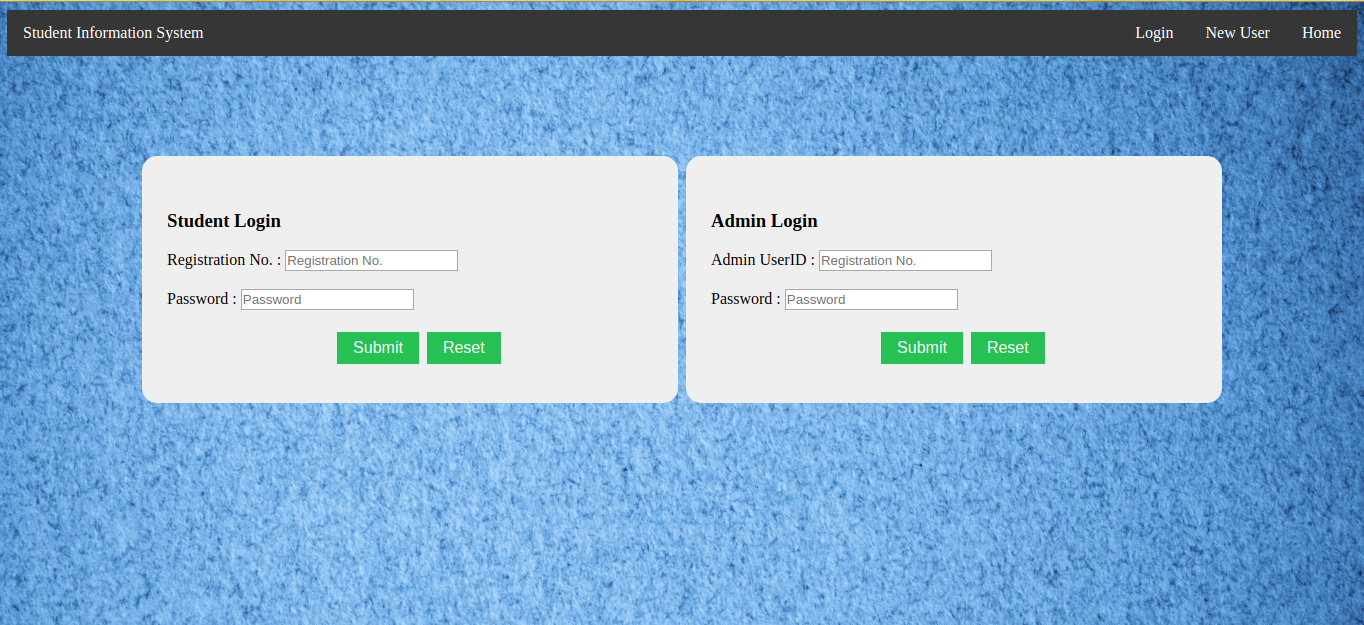 Student Information System Login New User Home
Student Login
Registration No. : Registration No.
Password : Password
Submit Reset
Admin Login
Admin UserID : Registration No.
Password : Password
Submit Reset